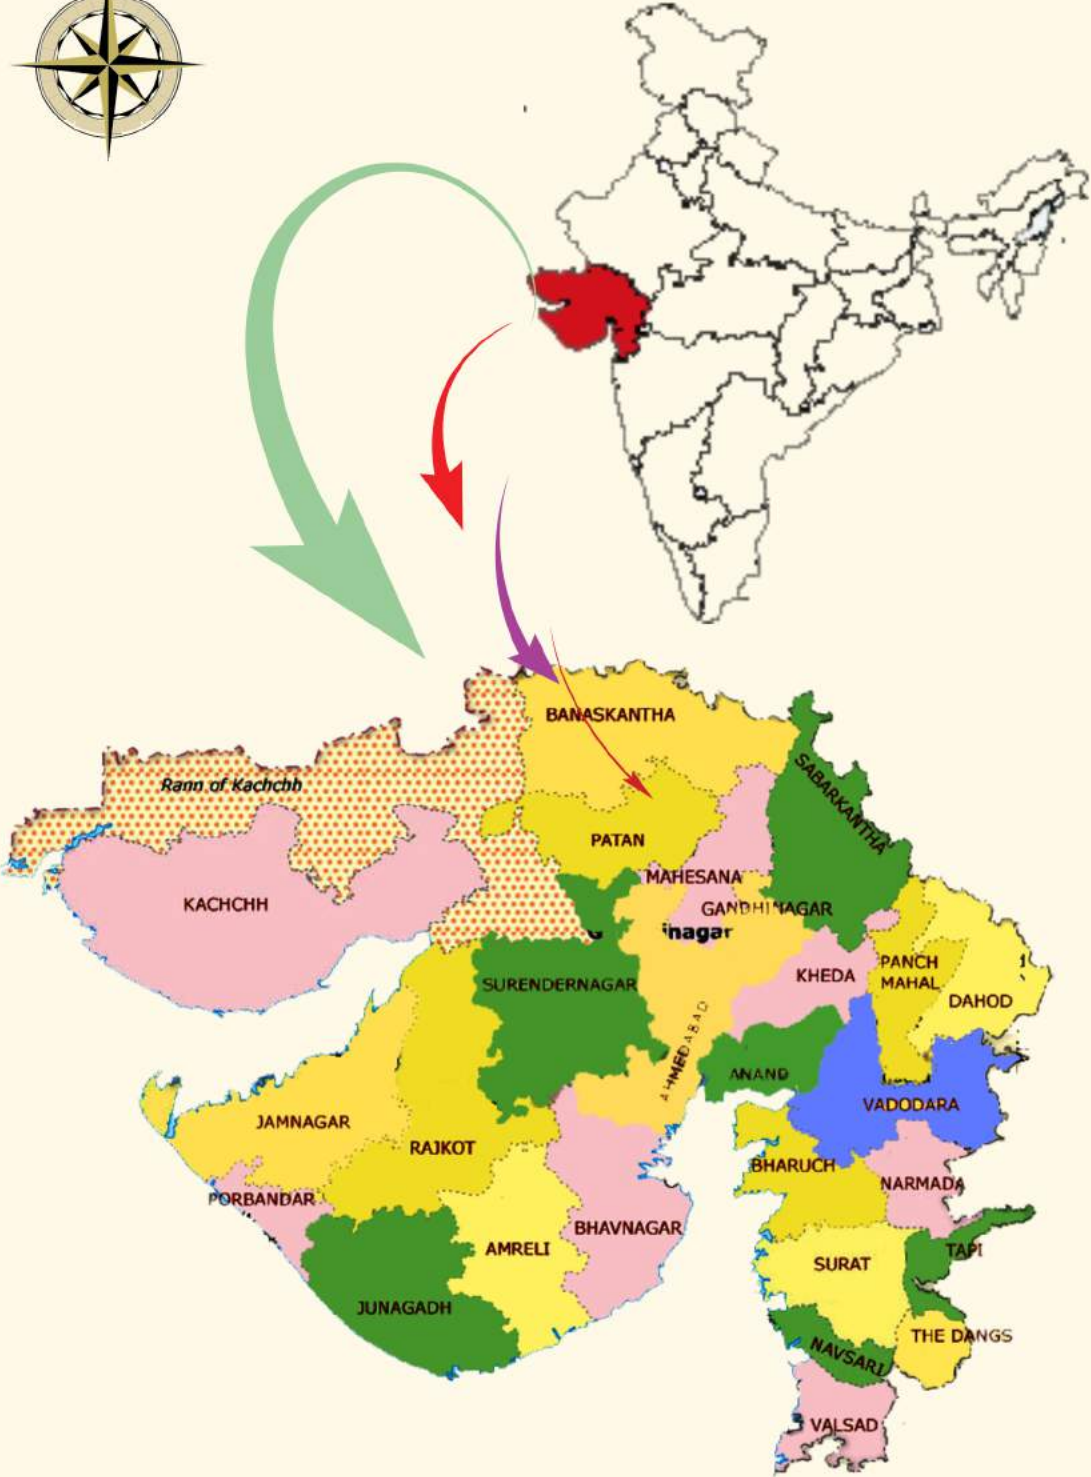 BANASKANTHA
SABARKANTHA
Rann of Kachchh
PATAN
MAHESANA
KACHCHH
GANDHINAGAR
inagar
SURENDERNAGAR
KHEDA
PANCH
MAHAL
DAHOD
AHMEDABAD
ANAND
VADODARA
JAMNAGAR
RAJKOT
BHARUCH
NARMADA
PORBANDAR
BHAVNAGAR
AMRELI
SURAT
TAPI
JUNAGADH
THE DANGS
NAVSARI
VALSAD